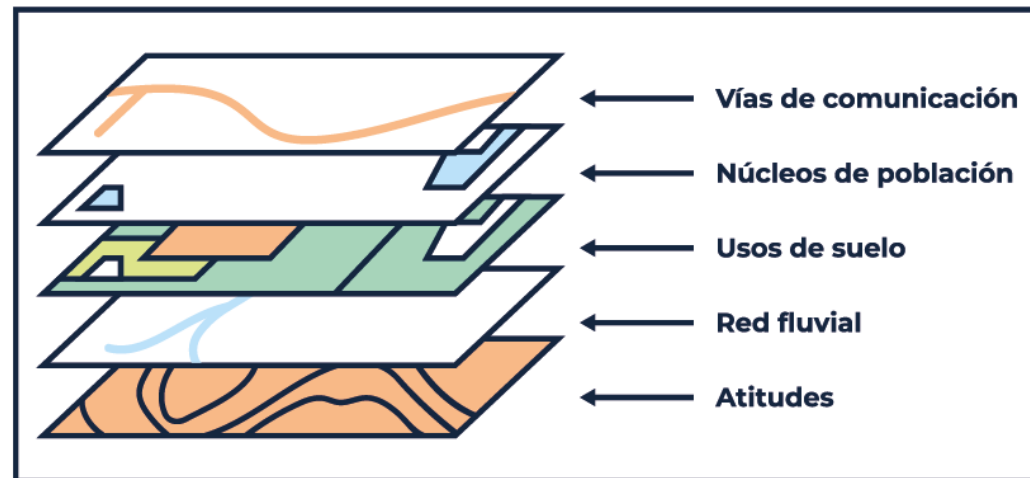 Vías de comunicación
Núcleos de población
Usos de suelo
Red fluvial
Atitudes